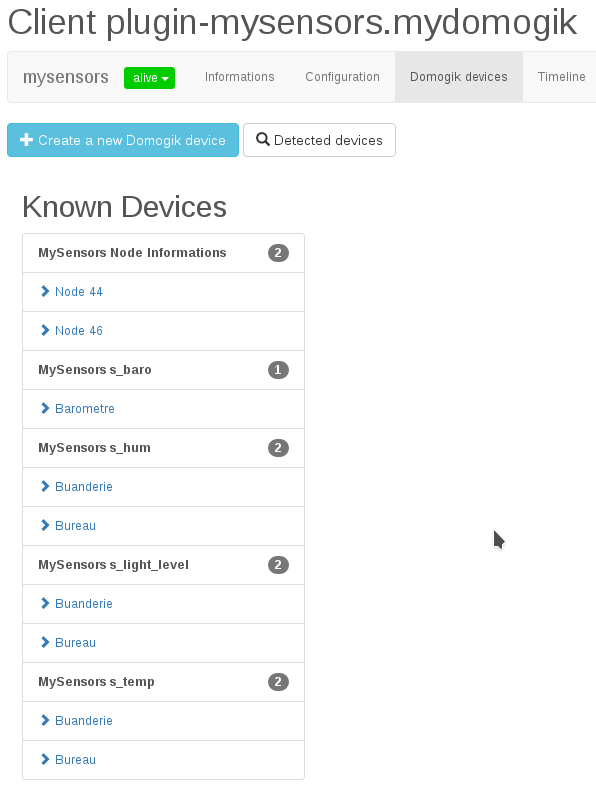 Client plugin-mysensors.mydomogik
mysensors alive Informations Configuration Domogik devices Timeline
Create a new Domogik device Detected devices
Known Devices
MySensors Node Informations 2
Node 44
Node 46
MySensors s_baro 1
Barometre
MySensors s_hum 2
Buanderie
Bureau
MySensors s_light_level 2
Buanderie
Bureau
MySensors s_temp 2
Buanderie
Bureau